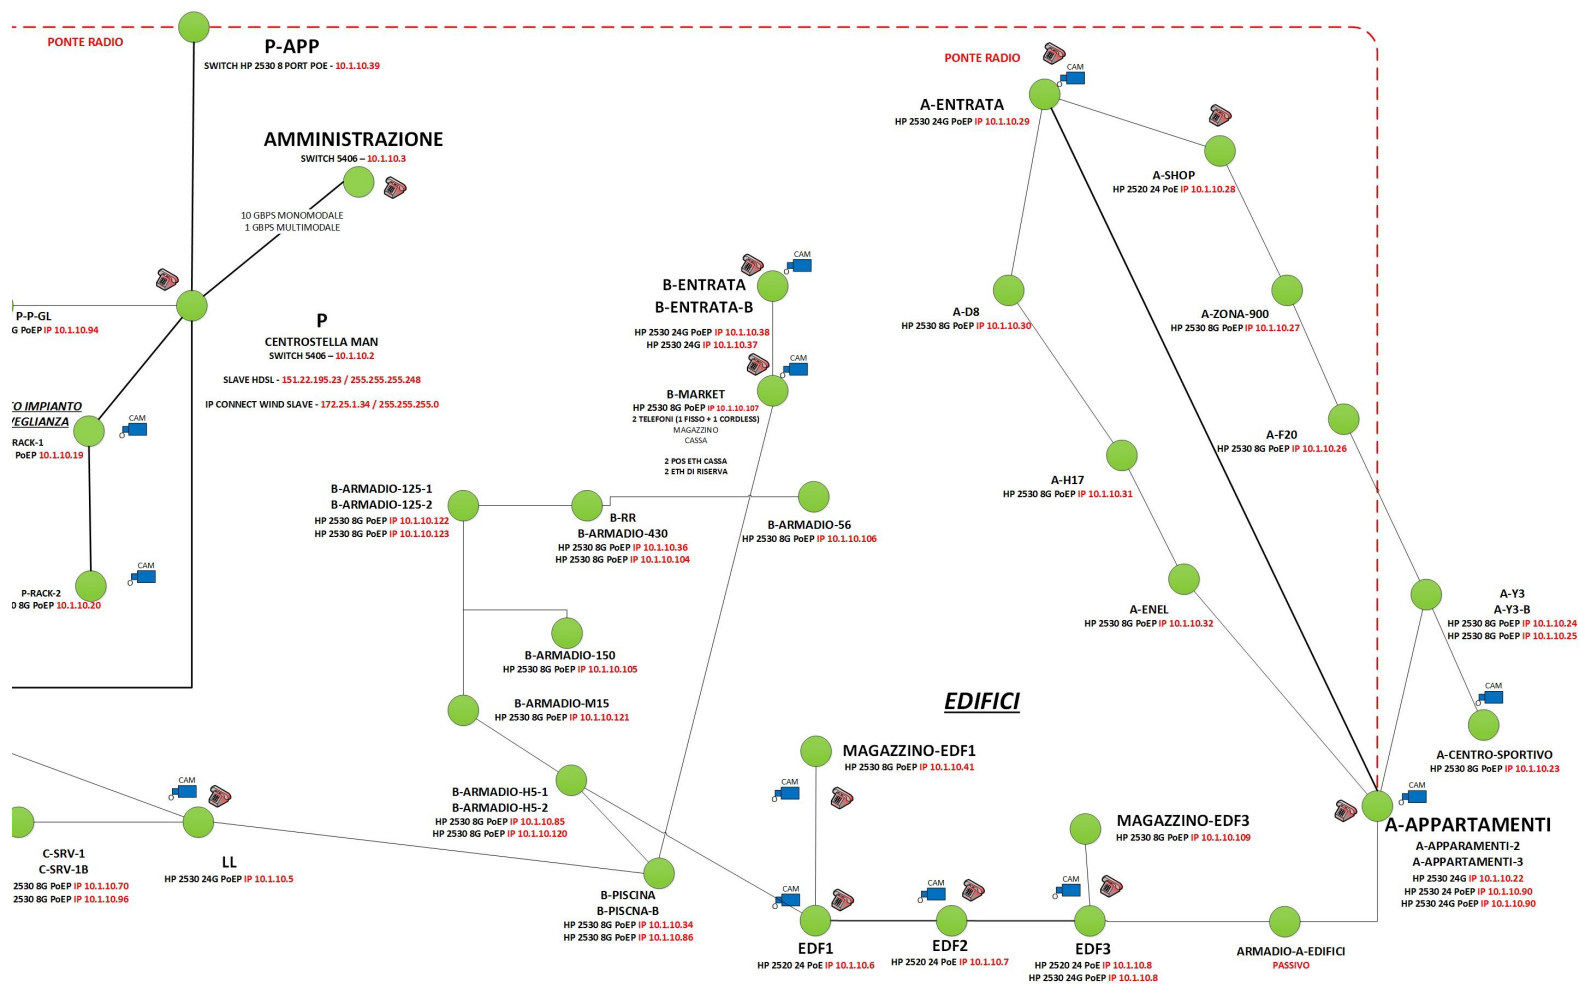 PONTE RADIO
P-APP
SWITCH HP 2530 8 PORT POE - 10.1.10.39
AMMINISTRAZIONE
SWITCH 5406 – 10.1.10.3
10 GBPS MONOMODALE
1 GBPS MULTIMODALE
P-P-GL
G PoEP IP 10.1.10.94
P
CENTROSTELLA MAN
SWITCH 5406 – 10.1.10.2
SLAVE HDSL - 151.22.195.23 / 255.255.255.248
IP CONNECT WIND SLAVE - 172.25.1.34 / 255.255.255.0
O IMPIANTO
VEGLIANZA
CAM
RACK-1
PoEP 10.1.10.19
CAM
P-RACK-2
0 8G PoEP 10.1.10.20
PONTE RADIO
CAM
A-ENTRATA
HP 2530 24G PoEP IP 10.1.10.29
A-SHOP
HP 2520 24 PoE IP 10.1.10.28
A-D8
HP 2530 8G PoEP IP 10.1.10.30
A-ZONA-900
HP 2530 8G PoEP IP 10.1.10.27
A-F20
HP 2530 8G PoEP IP 10.1.10.26
A-H17
HP 2530 8G PoEP IP 10.1.10.31
A-ENEL
HP 2530 8G PoEP IP 10.1.10.32
A-Y3
A-Y3-B
HP 2530 8G PoEP IP 10.1.10.24
HP 2530 8G PoEP IP 10.1.10.25
CAM
A-CENTRO-SPORTIVO
HP 2530 8G PoEP IP 10.1.10.23
CAM
B-ENTRATA
B-ENTRATA-B
HP 2530 24G PoEP IP 10.1.10.38
HP 2530 24G IP 10.1.10.37
CAM
B-MARKET
HP 2530 8G PoEP IP 10.1.10.107
2 TELEFONI (1 FISSO + 1 CORDLESS)
MAGAZZINO
CASSA
2 POS ETH CASSA
2 ETH DI RISERVA
B-ARMADIO-125-1
B-ARMADIO-125-2
HP 2530 8G PoEP IP 10.1.10.122
HP 2530 8G PoEP IP 10.1.10.123
B-RR
B-ARMADIO-430
HP 2530 8G PoEP IP 10.1.10.36
HP 2530 8G PoEP IP 10.1.10.104
B-ARMADIO-56
HP 2530 8G PoEP IP 10.1.10.106
B-ARMADIO-150
HP 2530 8G PoEP IP 10.1.10.105
B-ARMADIO-M15
HP 2530 8G PoEP IP 10.1.10.121
B-ARMADIO-H5-1
B-ARMADIO-H5-2
HP 2530 8G PoEP IP 10.1.10.85
HP 2530 8G PoEP IP 10.1.10.120
CAM
C-SRV-1
C-SRV-1B
2530 8G PoEP IP 10.1.10.70
2530 8G PoEP IP 10.1.10.96
LL
HP 2530 24G PoEP IP 10.1.10.5
B-PISCINA
B-PISCNA-B
HP 2530 8G PoEP IP 10.1.10.34
HP 2530 8G PoEP IP 10.1.10.86
EDIFICI
MAGAZZINO-EDF1
HP 2530 8G PoEP IP 10.1.10.41
CAM
MAGAZZINO-EDF3
HP 2530 8G PoEP IP 10.1.10.109
CAM
CAM
CAM
EDF1
HP 2520 24 PoE IP 10.1.10.6
EDF2
HP 2520 24 PoE IP 10.1.10.7
EDF3
HP 2520 24 PoE IP 10.1.10.8
HP 2530 24G PoEP IP 10.1.10.8
ARMADIO-A-EDIFICI
PASSIVO
CAM
A-APPARTAMENTI
A-APPARAMENTI-2
A-APPARTAMENTI-3
HP 2530 24G IP 10.1.10.22
HP 2530 24 PoEP IP 10.1.10.90
HP 2530 24G PoEP IP 10.1.10.90